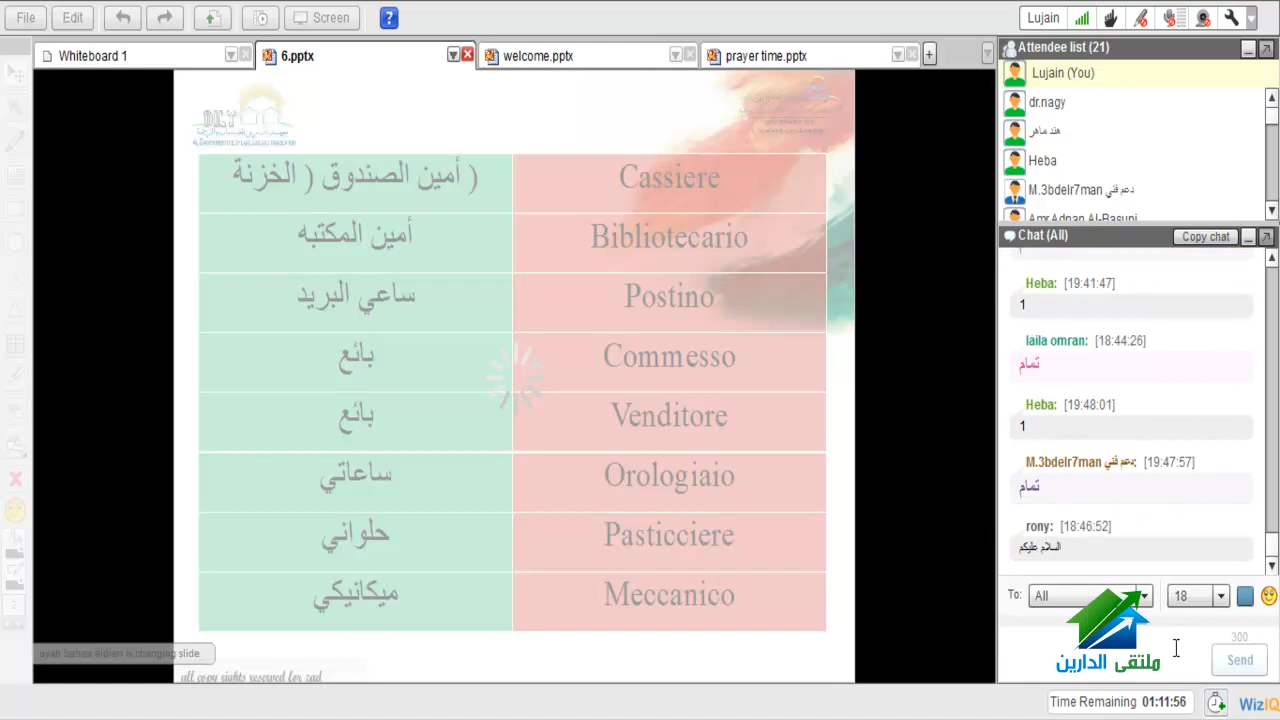 File
Edit
Screen
?
Lujain
Whiteboard 1
6.pptx
welcome.pptx
prayer time.pptx
+
Attendee list (21)
Lujain (You)
dr.nagy
هند ماهر
Heba
M.3bdelr7man دعم فني
Amr Adnan Al-Basuni
DLY
أمين الصندوق ( الخزنة )
Cassiere
أمين المكتبه
Bibliotecario
ساعي البريد
Postino
بائع
Commesso
بائع
Venditore
ساعاتي
Orologiaio
حلواني
Pasticciere
ميكانيكي
Meccanico
all copy rights reserved for zad
Chat (All)
Copy chat
Heba: [19:41:47]
1
laila omran: [18:44:26]
تمام
Heba: [19:48:01]
1
M.3bdelr7man دعم فني: [19:47:57]
تمام
rony: [18:46:52]
السلام عليكم
To:
All
18
300
Send
ملتقى الدارين
Time Remaining 01:11:56
WizIQ